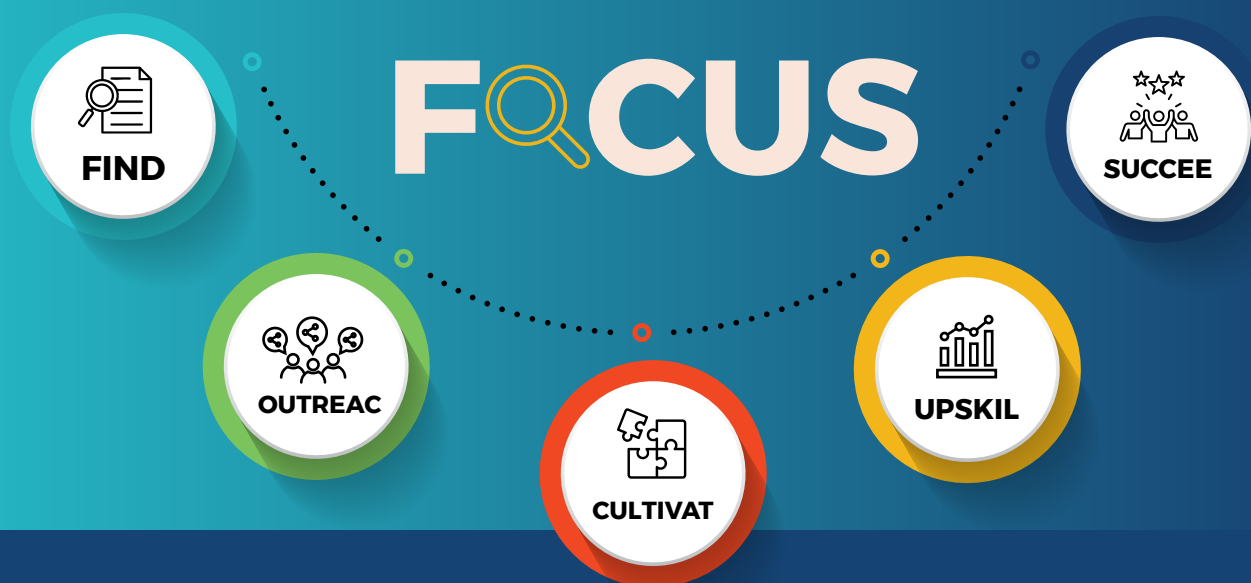 FOCUS
FIND
OUTREAC
CULTIVAT
UPSKIL
SUCCEE